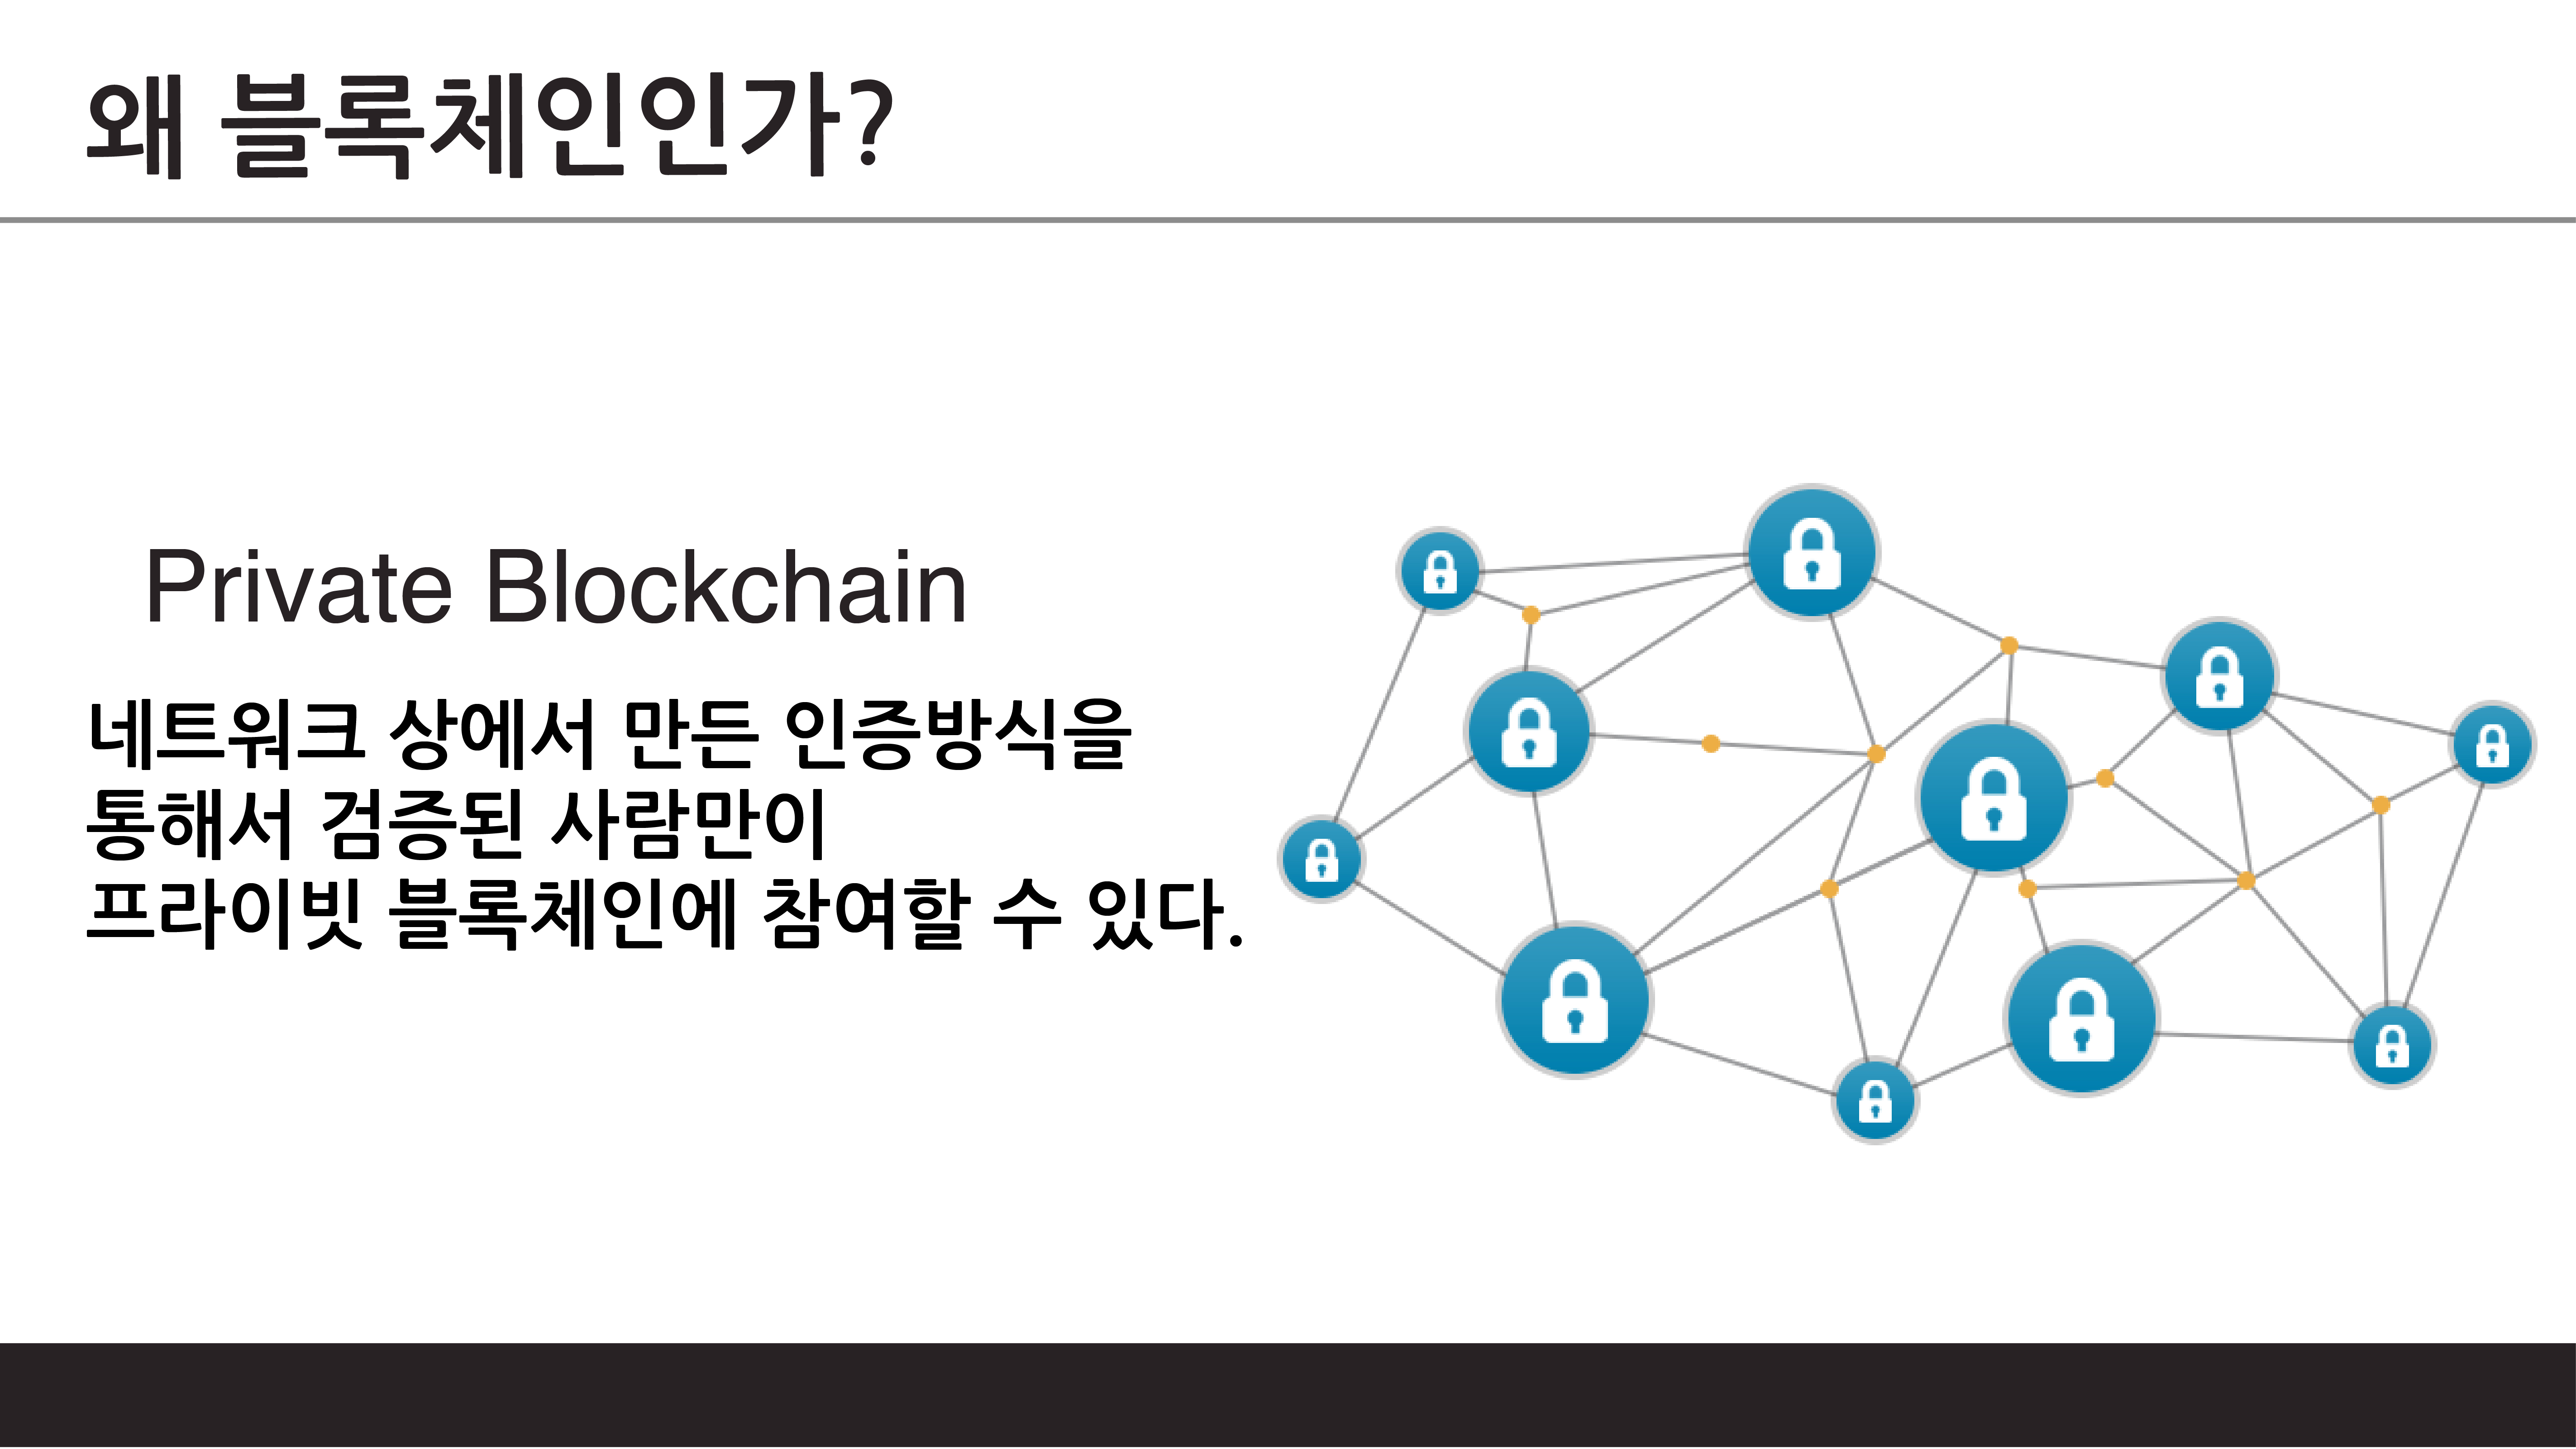 왜 블록체인인가?
Private Blockchain
네트워크 상에서 만든 인증방식을
통해서 검증된 사람만이
프라이빗 블록체인에 참여할 수 있다.